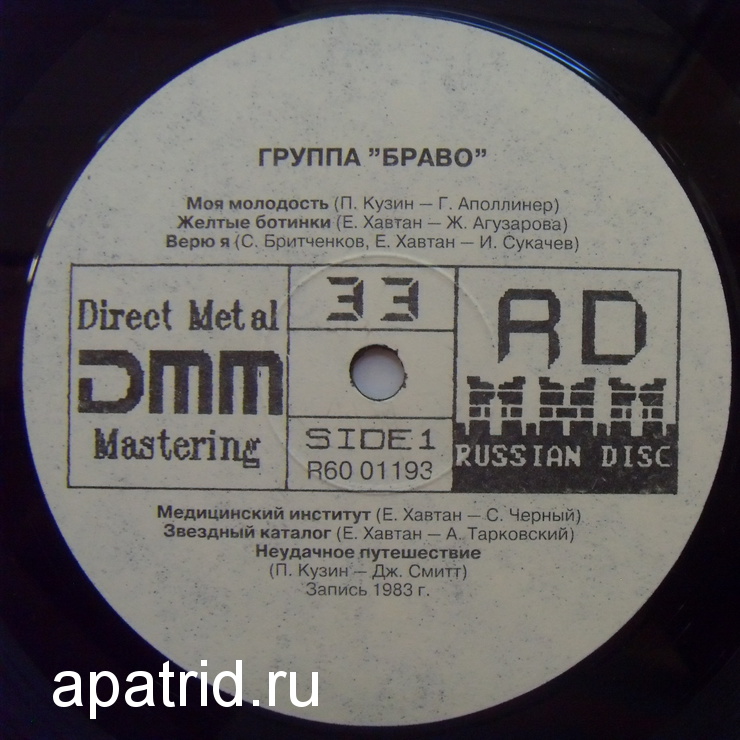 ГРУППА ”БРАВО”
Моя молодость (П. Кузин — Г. Аполлинер)
Желтые ботинки (Е. Хавтан — Ж. Агузарова)
Верю я (С. Бритченков, Е. Хавтан — И. Сукачев)
Direct Metal
DMM
Mastering
33
SIDE 1
R60 01193
RD
RUSSIAN DISC
Медицинский институт (Е. Хавтан — С. Черный)
Звездный каталог (Е. Хавтан — А. Тарковский)
Неудачное путешествие
(П. Кузин — Дж. Смитт)
Запись 1983 г.
apatrid.ru